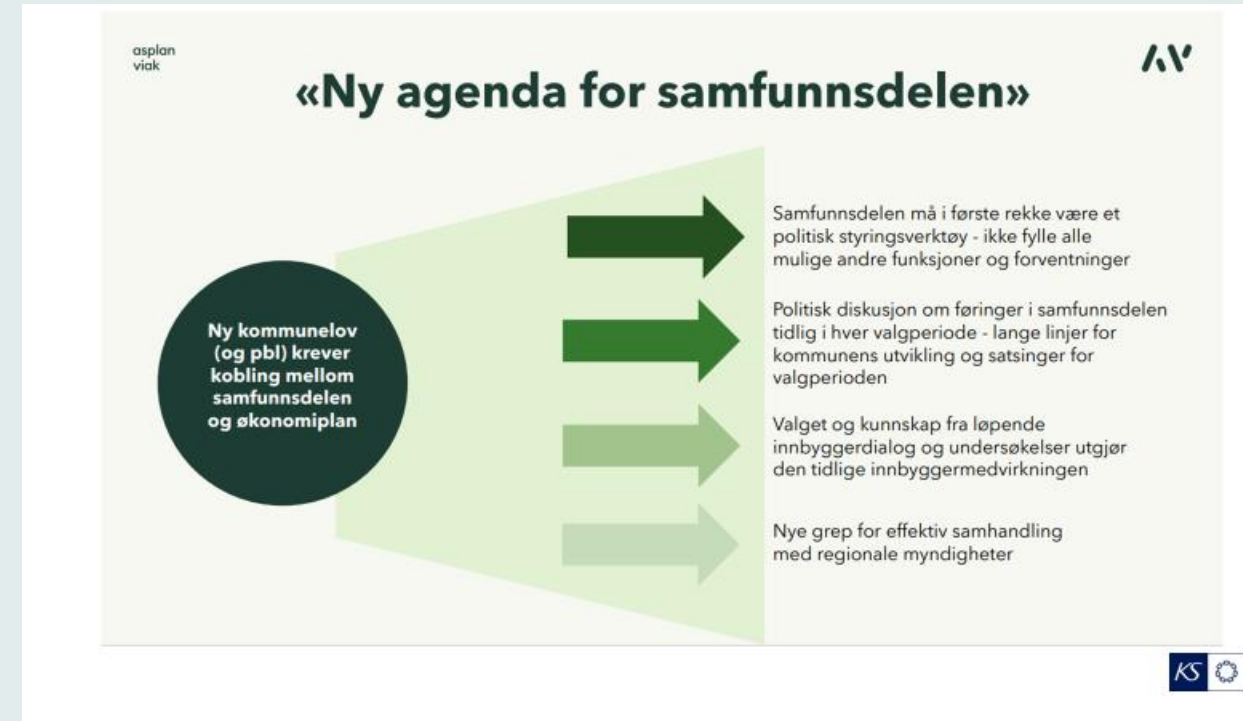 asplan
viak
«Ny agenda for samfunnsdelen»
Ny kommunelov
(og pbl) krever
kobling mellom
samfunnsdelen
og økonomiplan
Samfunnsdelen må i første rekke være et
politisk styringsverktøy - ikke fylle alle
mulige andre funksjoner og forventninger
Politisk diskusjon om føringer i samfunnsdelen
tidlig i hver valgperiode - lange linjer for
kommunens utvikling og satsinger for
valgperioden
Valget og kunnskap fra løpende
innbyggerdialog og undersøkelser utgjør
den tidlige innbyggermedvirkningen
Nye grep for effektiv samhandling
med regionale myndigheter
KS